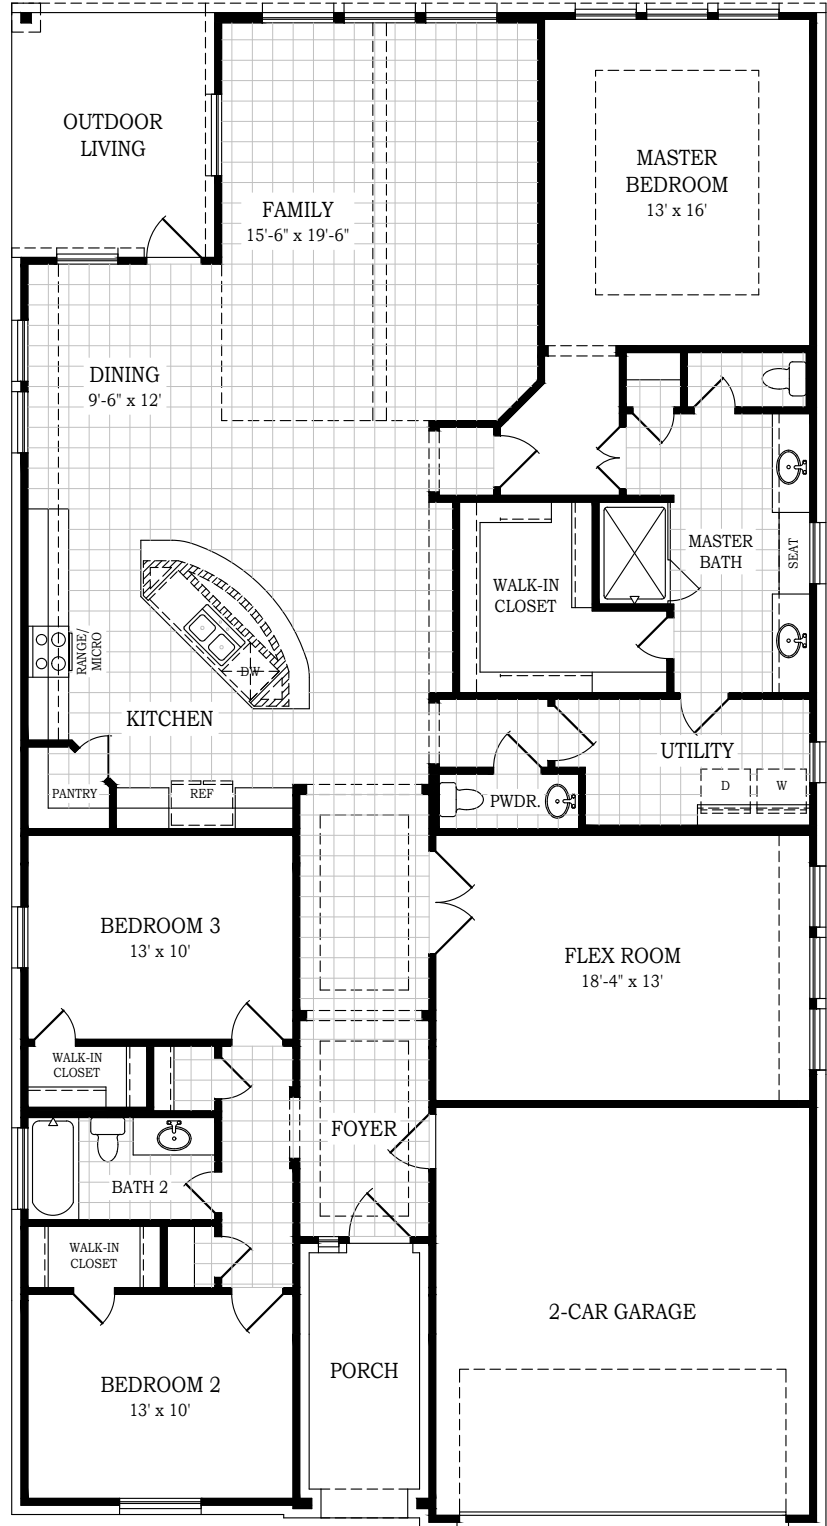 OUTDOOR
LIVING
FAMILY
15'-6" x 19'-6"
MASTER
BEDROOM
13' x 16'
DINING
9'-6" x 12'
MASTER
BATH
SEAT
WALK-IN
CLOSET
RANGE/
MICRO
DW
KITCHEN
UTILITY
PANTRY
REF
PWDR.
D
W
BEDROOM 3
13' x 10'
FLEX ROOM
18'-4" x 13'
WALK-IN
CLOSET
FOYER
BATH 2
WALK-IN
CLOSET
2-CAR GARAGE
PORCH
BEDROOM 2
13' x 10'